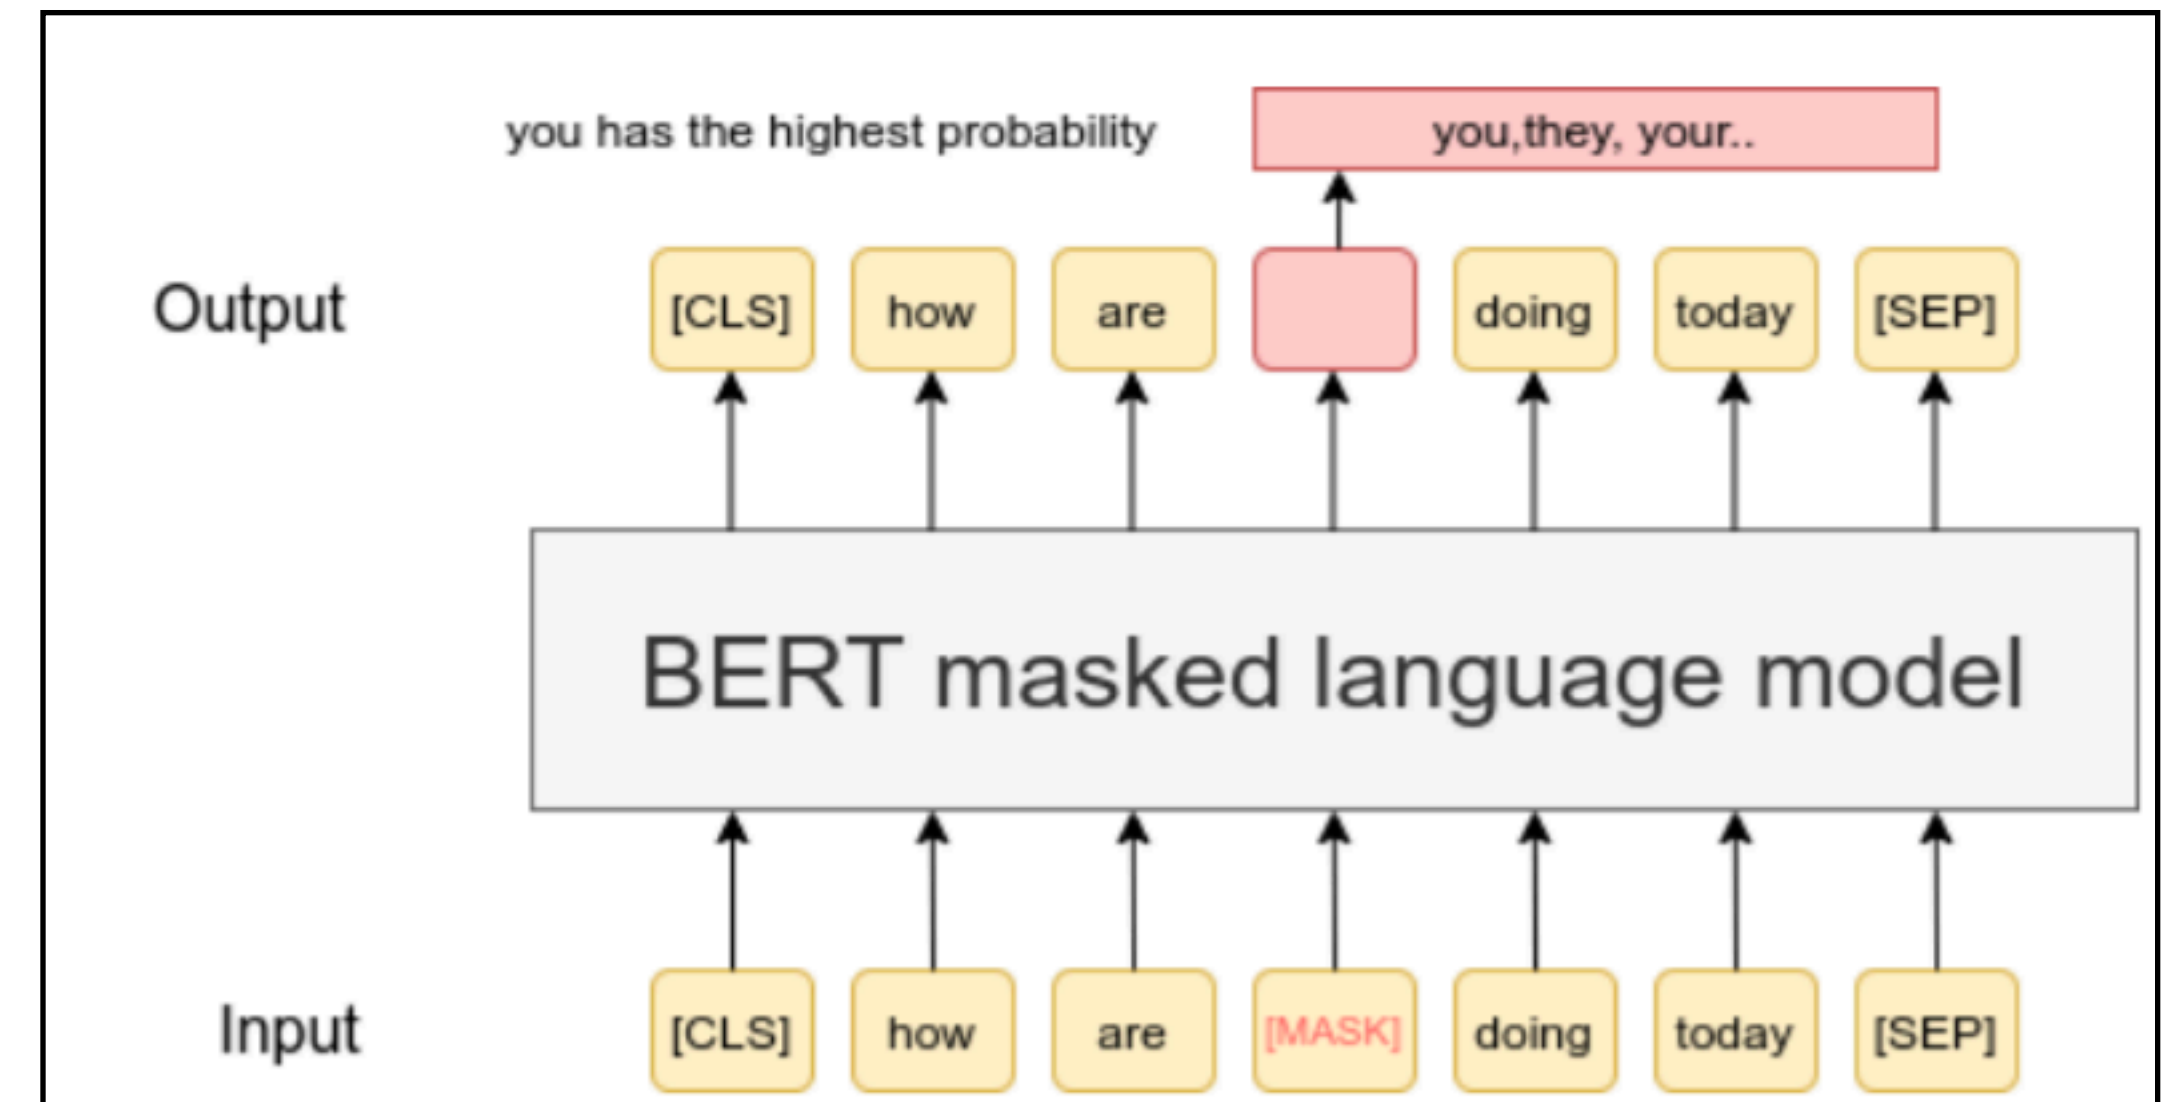 you has the highest probability
you,they, your..
Output
[CLS] how are doing today [SEP]
BERT masked language model
Input
[CLS] how are [MASK] doing today [SEP]